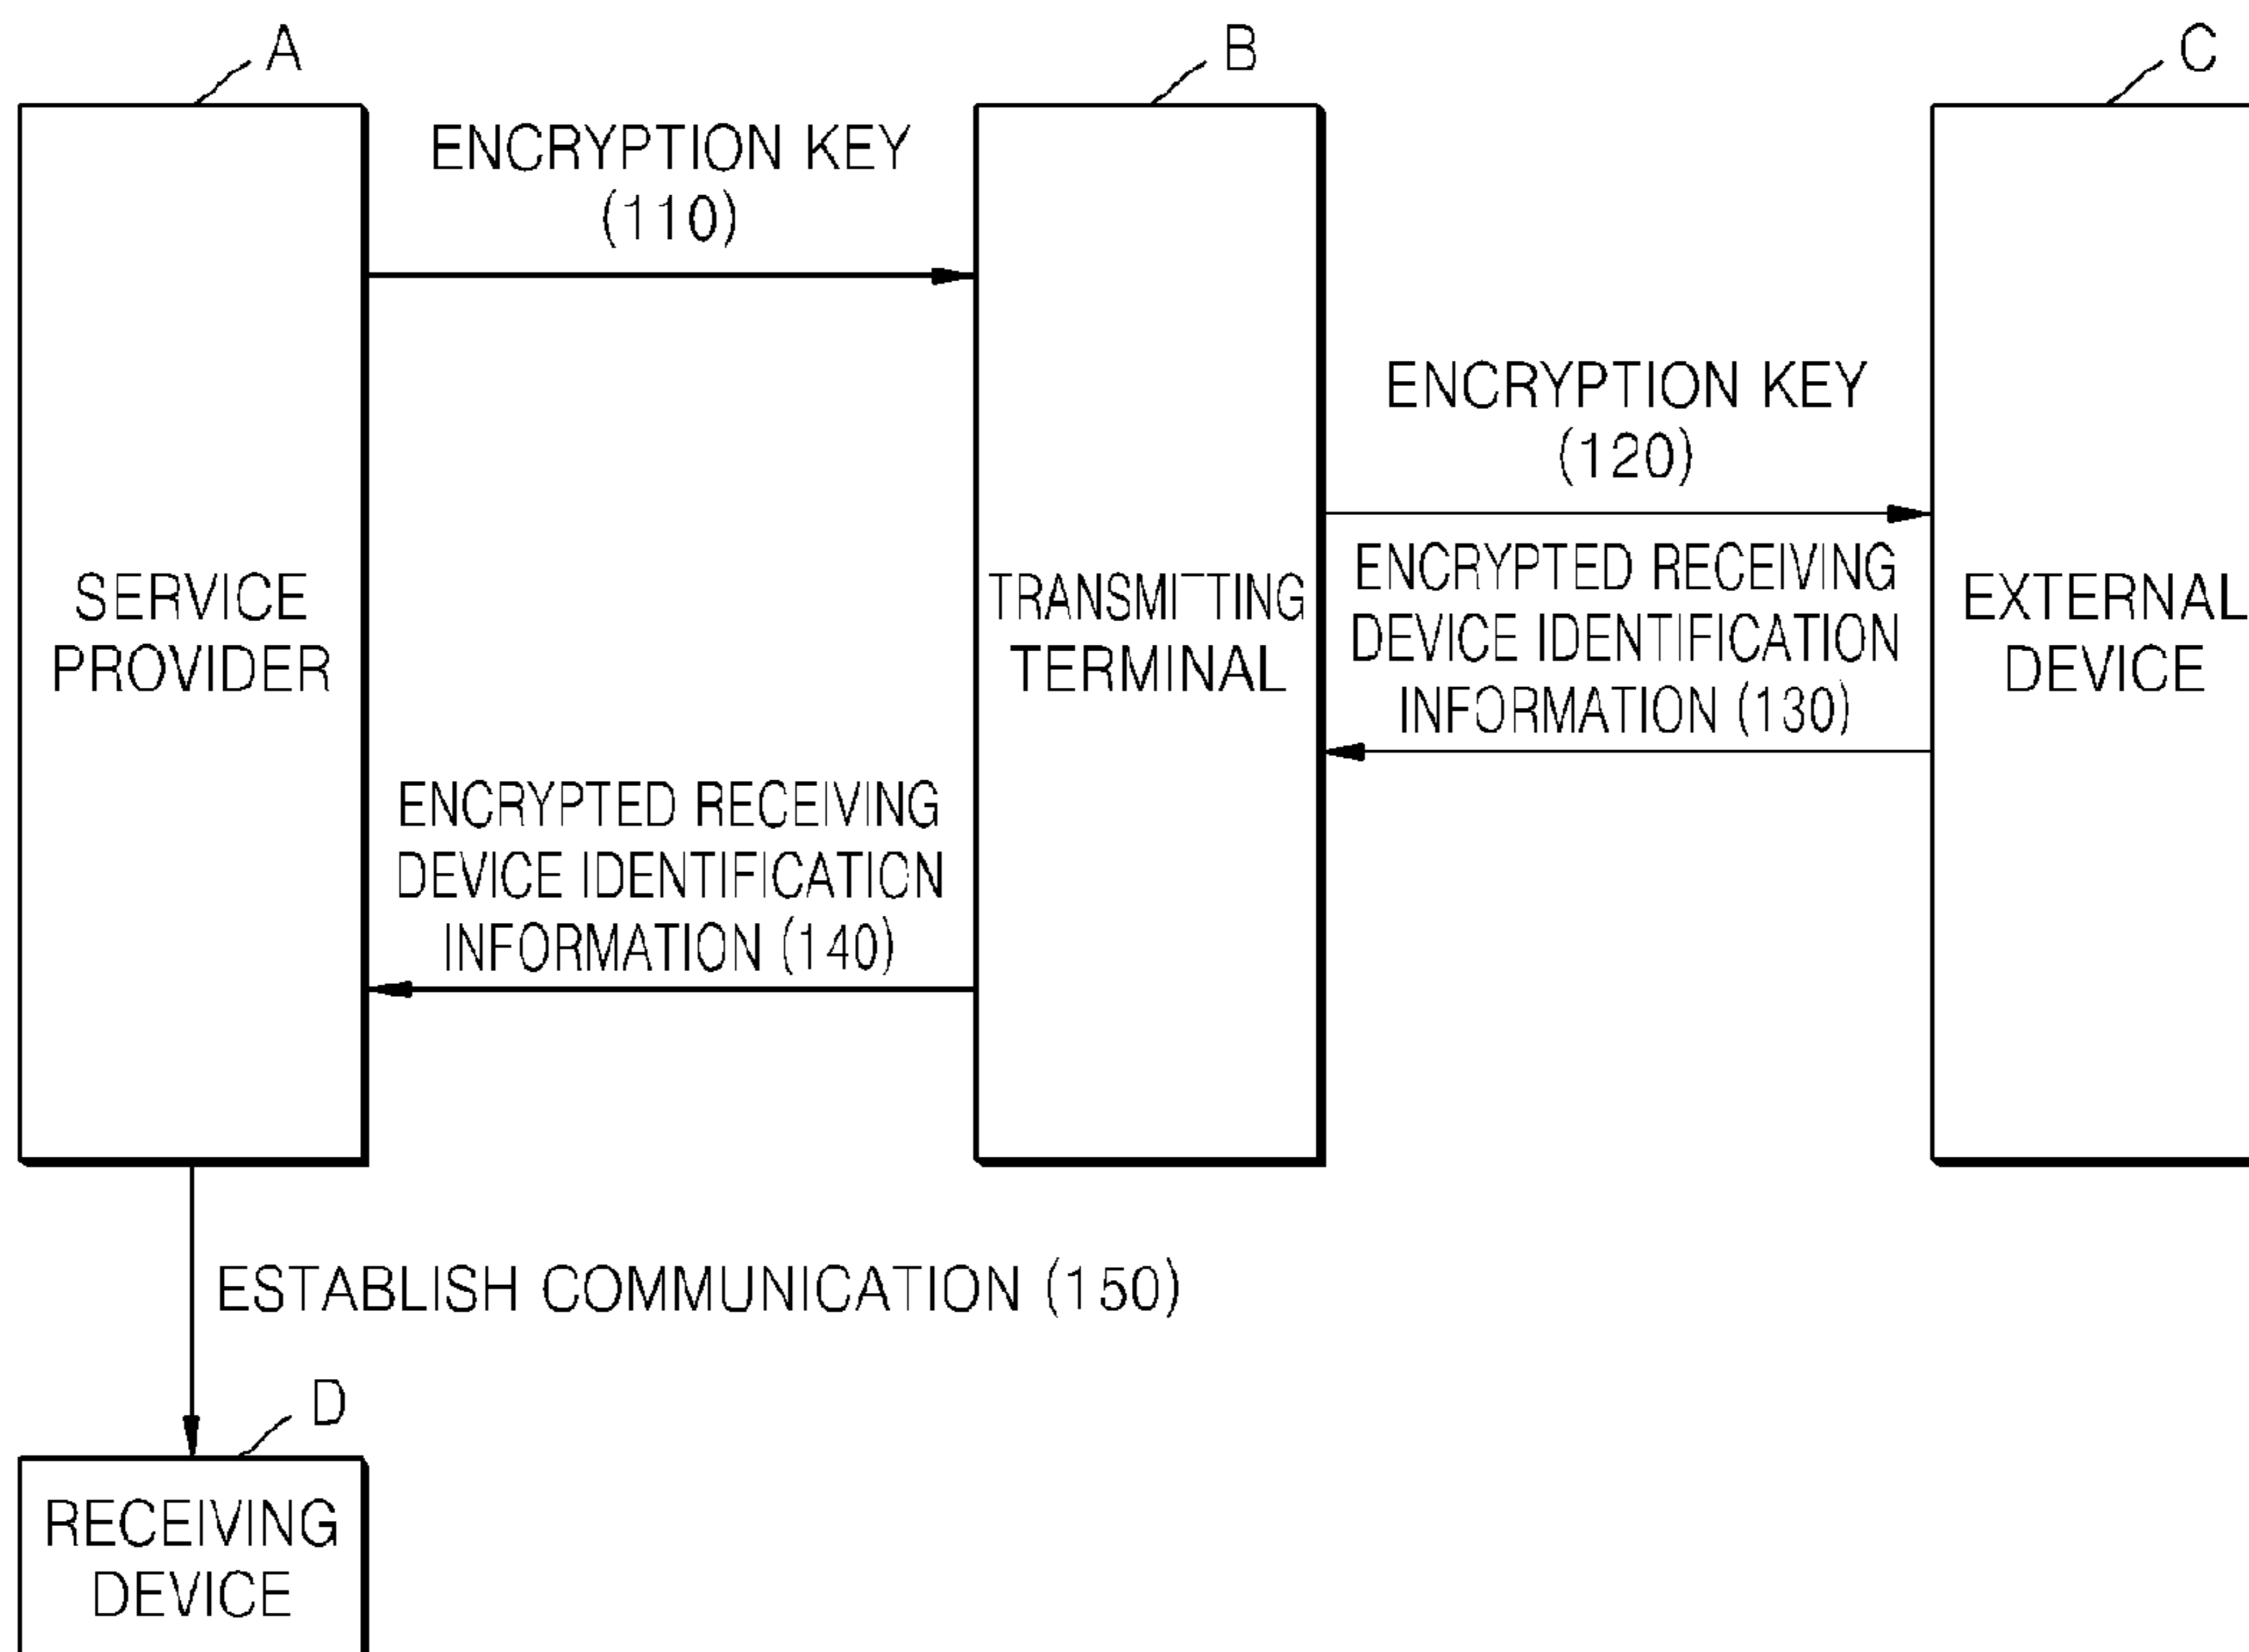 A
B
C
ENCRYPTION KEY
(110)
ENCRYPTION KEY
(120)
SERVICE
PROVIDER
TRANSMITTING
TERMINAL
ENCRYPTED RECEIVING
DEVICE IDENTIFICATION
INFORMATION (130)
EXTERNAL
DEVICE
ENCRYPTED RECEIVING
DEVICE IDENTIFICATION
INFORMATION (140)
ESTABLISH COMMUNICATION (150)
D
RECEIVING
DEVICE